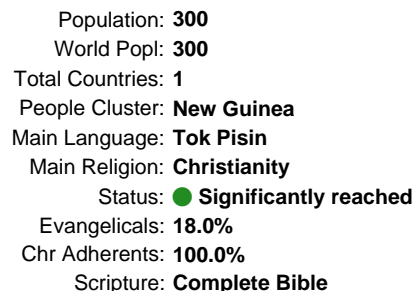 Population: 300
World Popl: 300
Total Countries: 1
People Cluster: New Guinea
Main Language: Tok Pisin
Main Religion: Christianity
Status: Significantly reached
Evangelicals: 18.0%
Chr Adherents: 100.0%
Scripture: Complete Bible